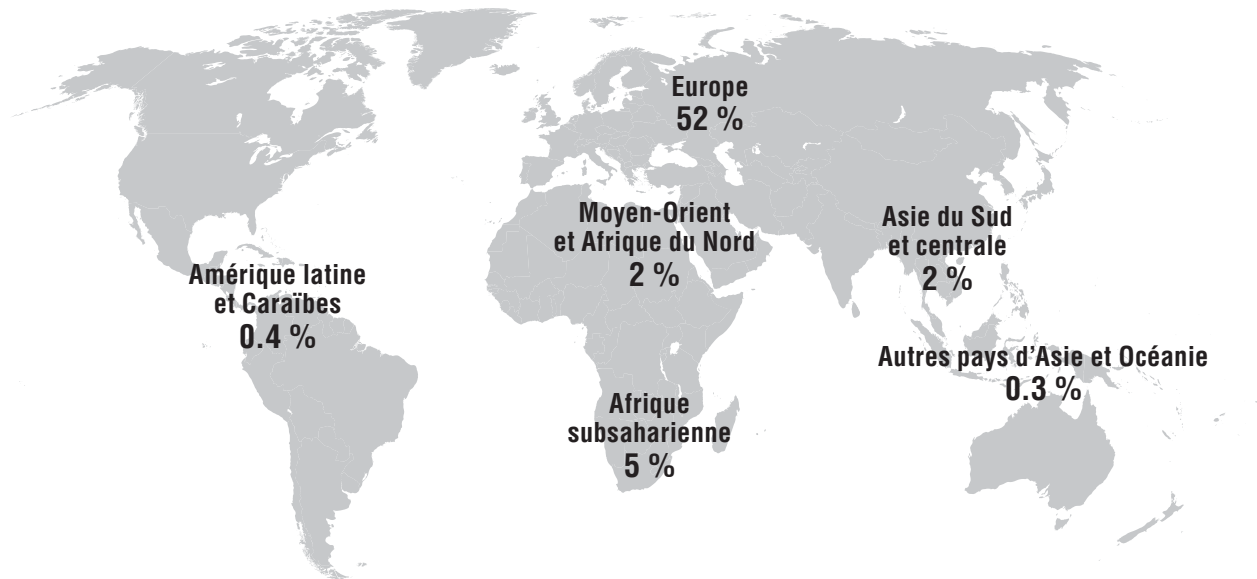 Europe
52 %
Moyen-Orient
et Afrique du Nord
2 %
Asie du Sud
et centrale
2 %
Amérique latine
et Caraïbes
0.4 %
Autres pays d’Asie et Océanie
0.3 %
Afrique
subsaharienne
5 %